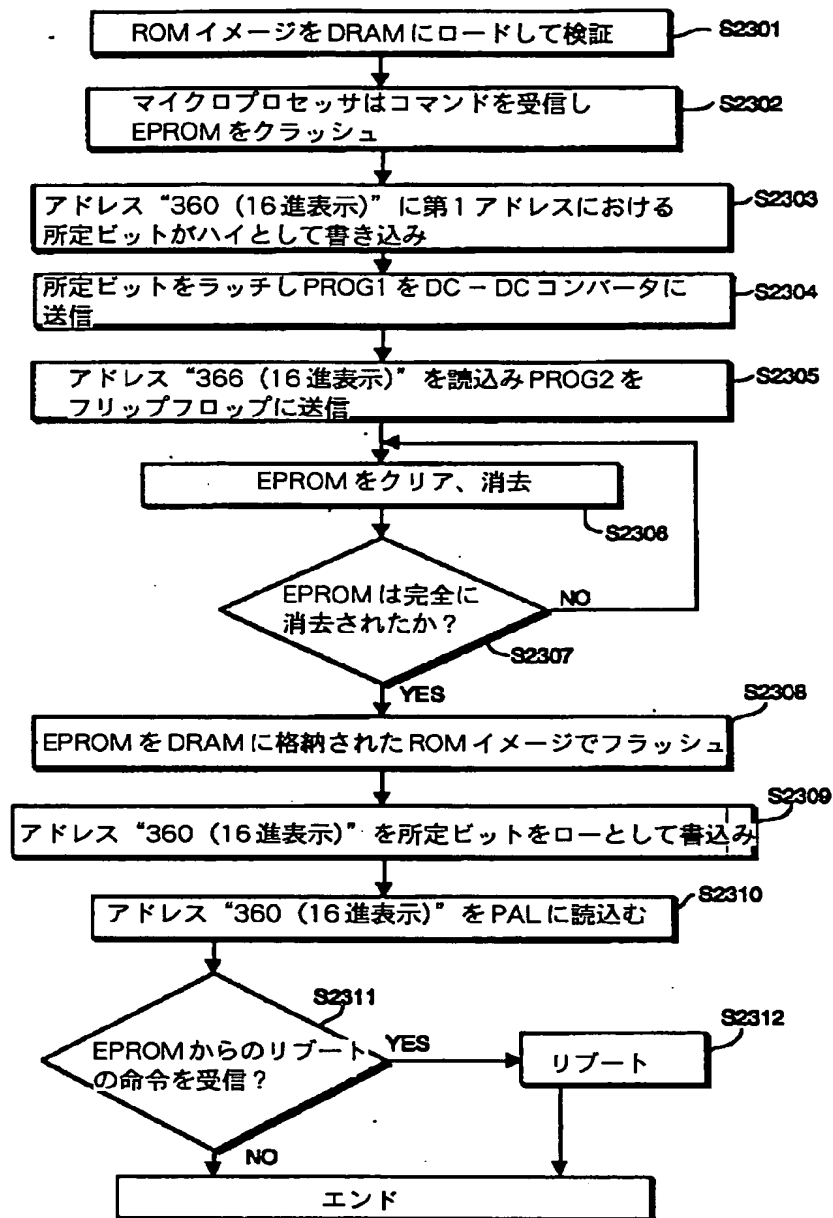 ROMイメージをDRAMにロードして検証
S2301
マイクロプロセッサはコマンドを受信し
EPROMをクラッシュ
S2302
アドレス“360（16進表示）”に第1アドレスにおける
所定ビットがハイとして書き込み
S2303
所定ビットをラッチしPROG1をDC－DCコンバータに
送信
S2304
アドレス“366（16進表示）”を読込みPROG2を
フリップフロップに送信
S2305
EPROMをクリア、消去
S2306
EPROMは完全に
消去されたか？
NO
S2307
YES
S2308
EPROMをDRAMに格納されたROMイメージでフラッシュ
S2309
アドレス“360（16進表示）”を所定ビットをローとして書込み
S2310
アドレス“360（16進表示）”をPALに読込む
S2311
EPROMからのリブート
の命令を受信？
YES
S2312
リブート
NO
エンド